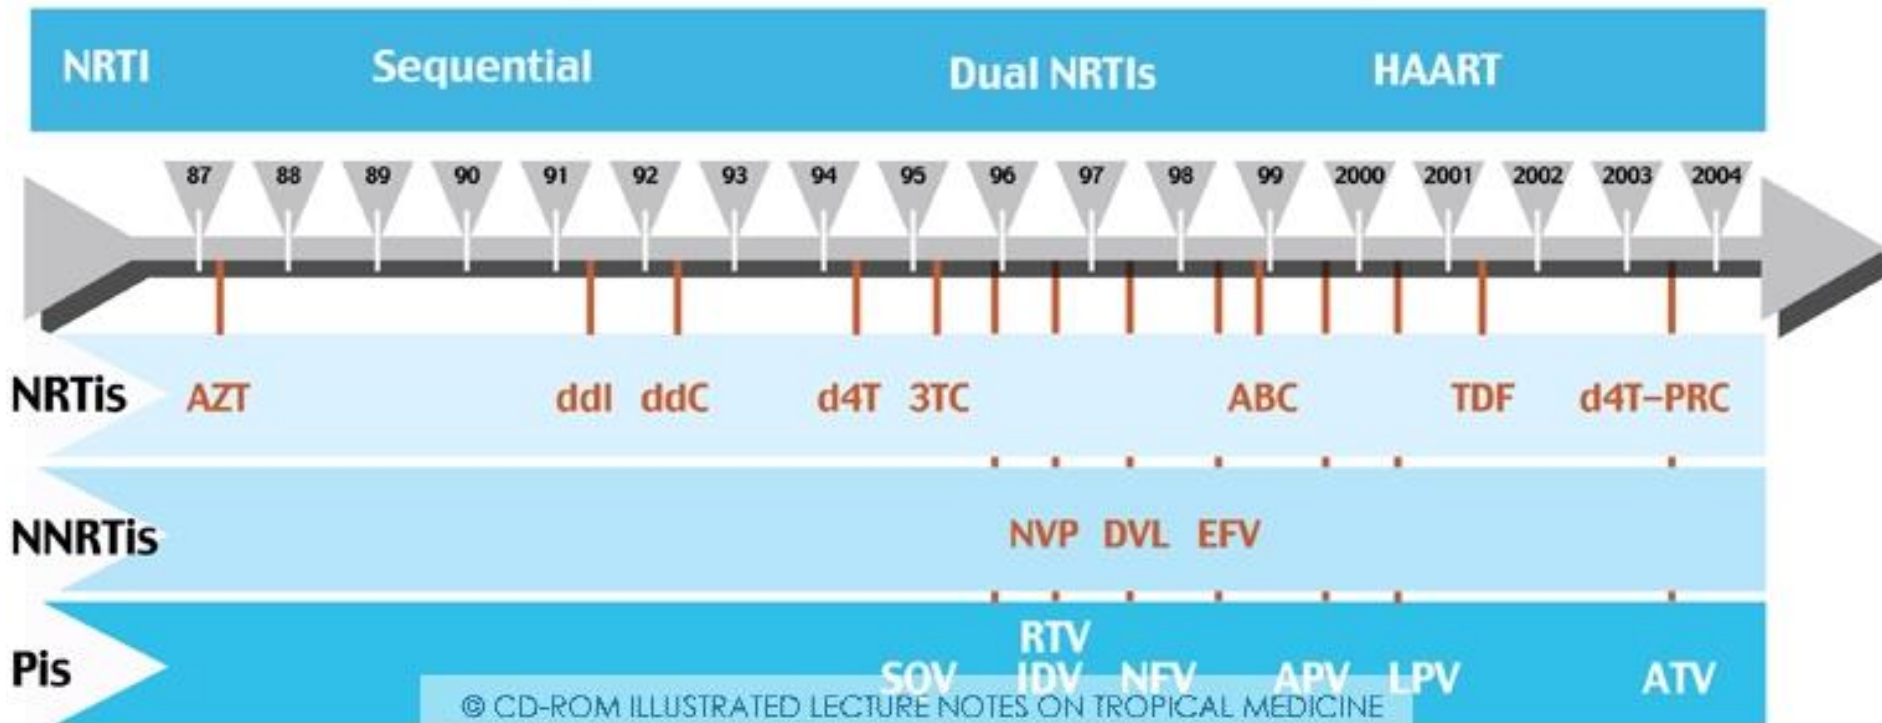 NRTI Sequential Dual NRTIs HAART
87 88 89 90 91 92 93 94 95 96 97 98 99 2000 2001 2002 2003 2004
NRTis AZT ddI ddC d4T 3TC ABC TDF d4T–PRC
NNRTis NVP DVL EFV
RTV
Pis SQV IDV NFV APV LPV ATV
© CD-ROM ILLUSTRATED LECTURE NOTES ON TROPICAL MEDICINE